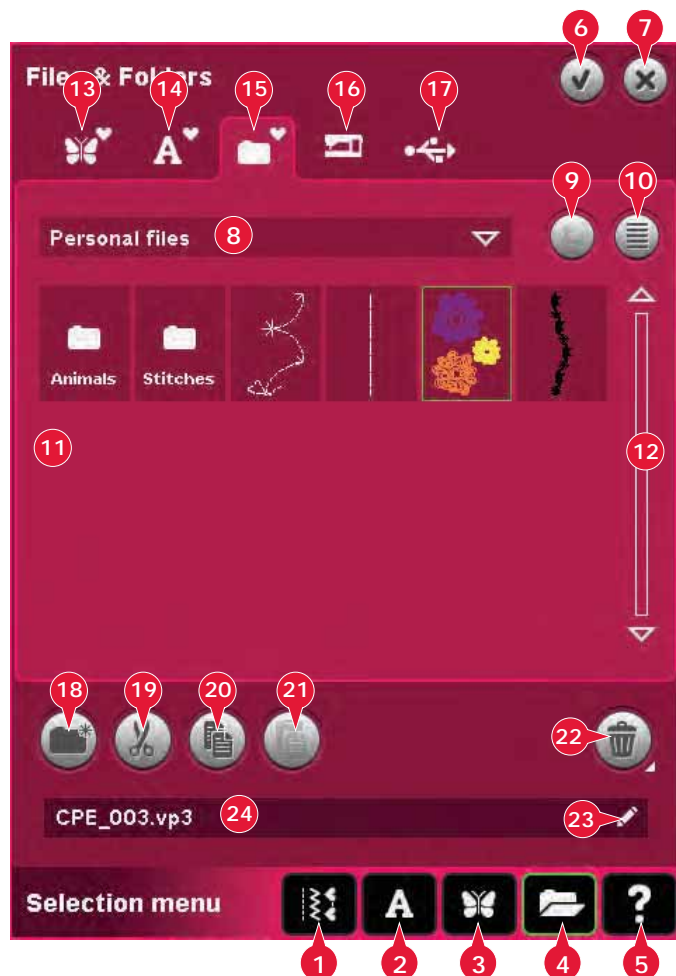 6 7
Files & Folders
13 14 15 16 17
A A
9 10
Personal files 8
Animals Stitches
11 12
18 19 20 21
22
CPE_003.vp3 24 23
Selection menu A ?
1 2 3 4 5